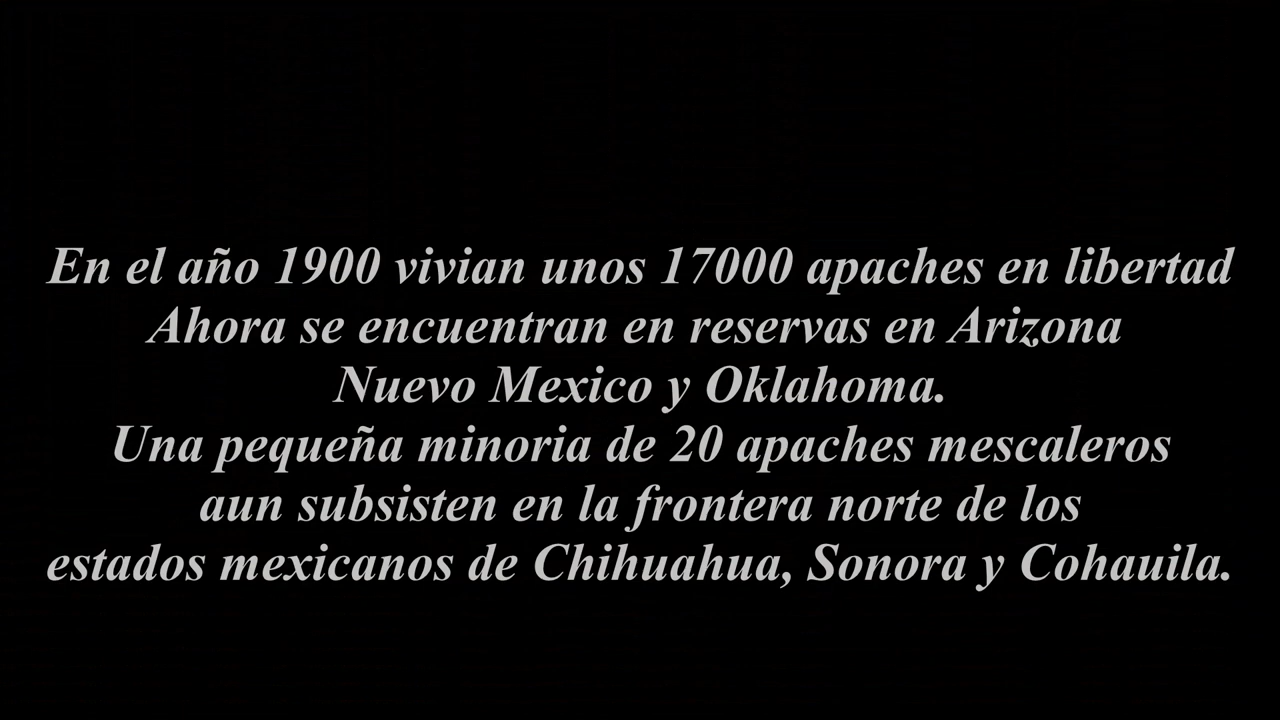 En el año 1900 vivian unos 17000 apaches en libertad
Ahora se encuentran en reservas en Arizona
Nuevo Mexico y Oklahoma.
Una pequeña minoria de 20 apaches mescaleros
aun subsisten en la frontera norte de los
estados mexicanos de Chihuahua, Sonora y Cohauila.